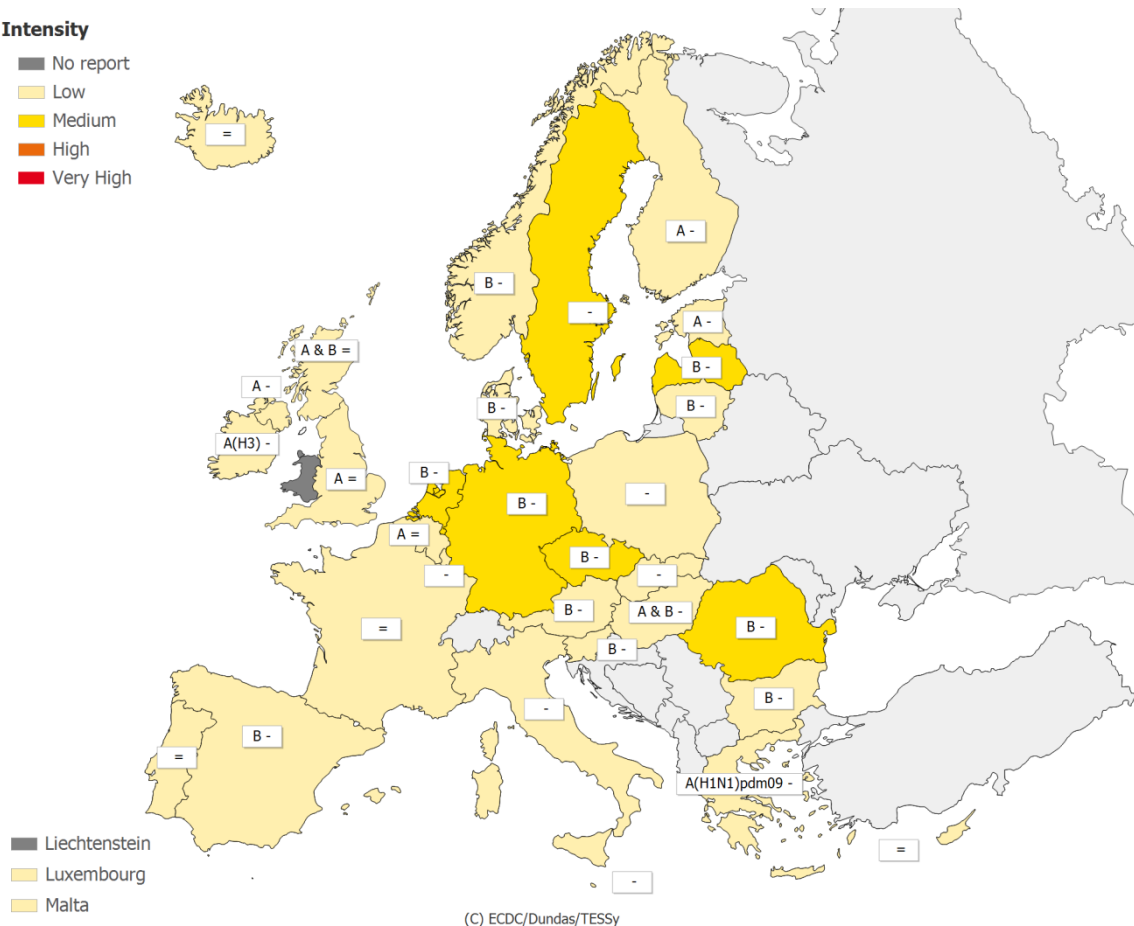 Intensity
No report
Low
Medium
High
Very High
=
A -
B -
-
A -
A & B =
B -
A -
B -
B -
A(H3) -
B -
A =
B -
-
A =
B -
-
-
B -
A & B -
=
B -
B -
B -
-
B -
=
A(H1N1)pdm09 -
Liechtenstein
=
Luxembourg
-
Malta
(C) ECDC/Dundas/TESSy